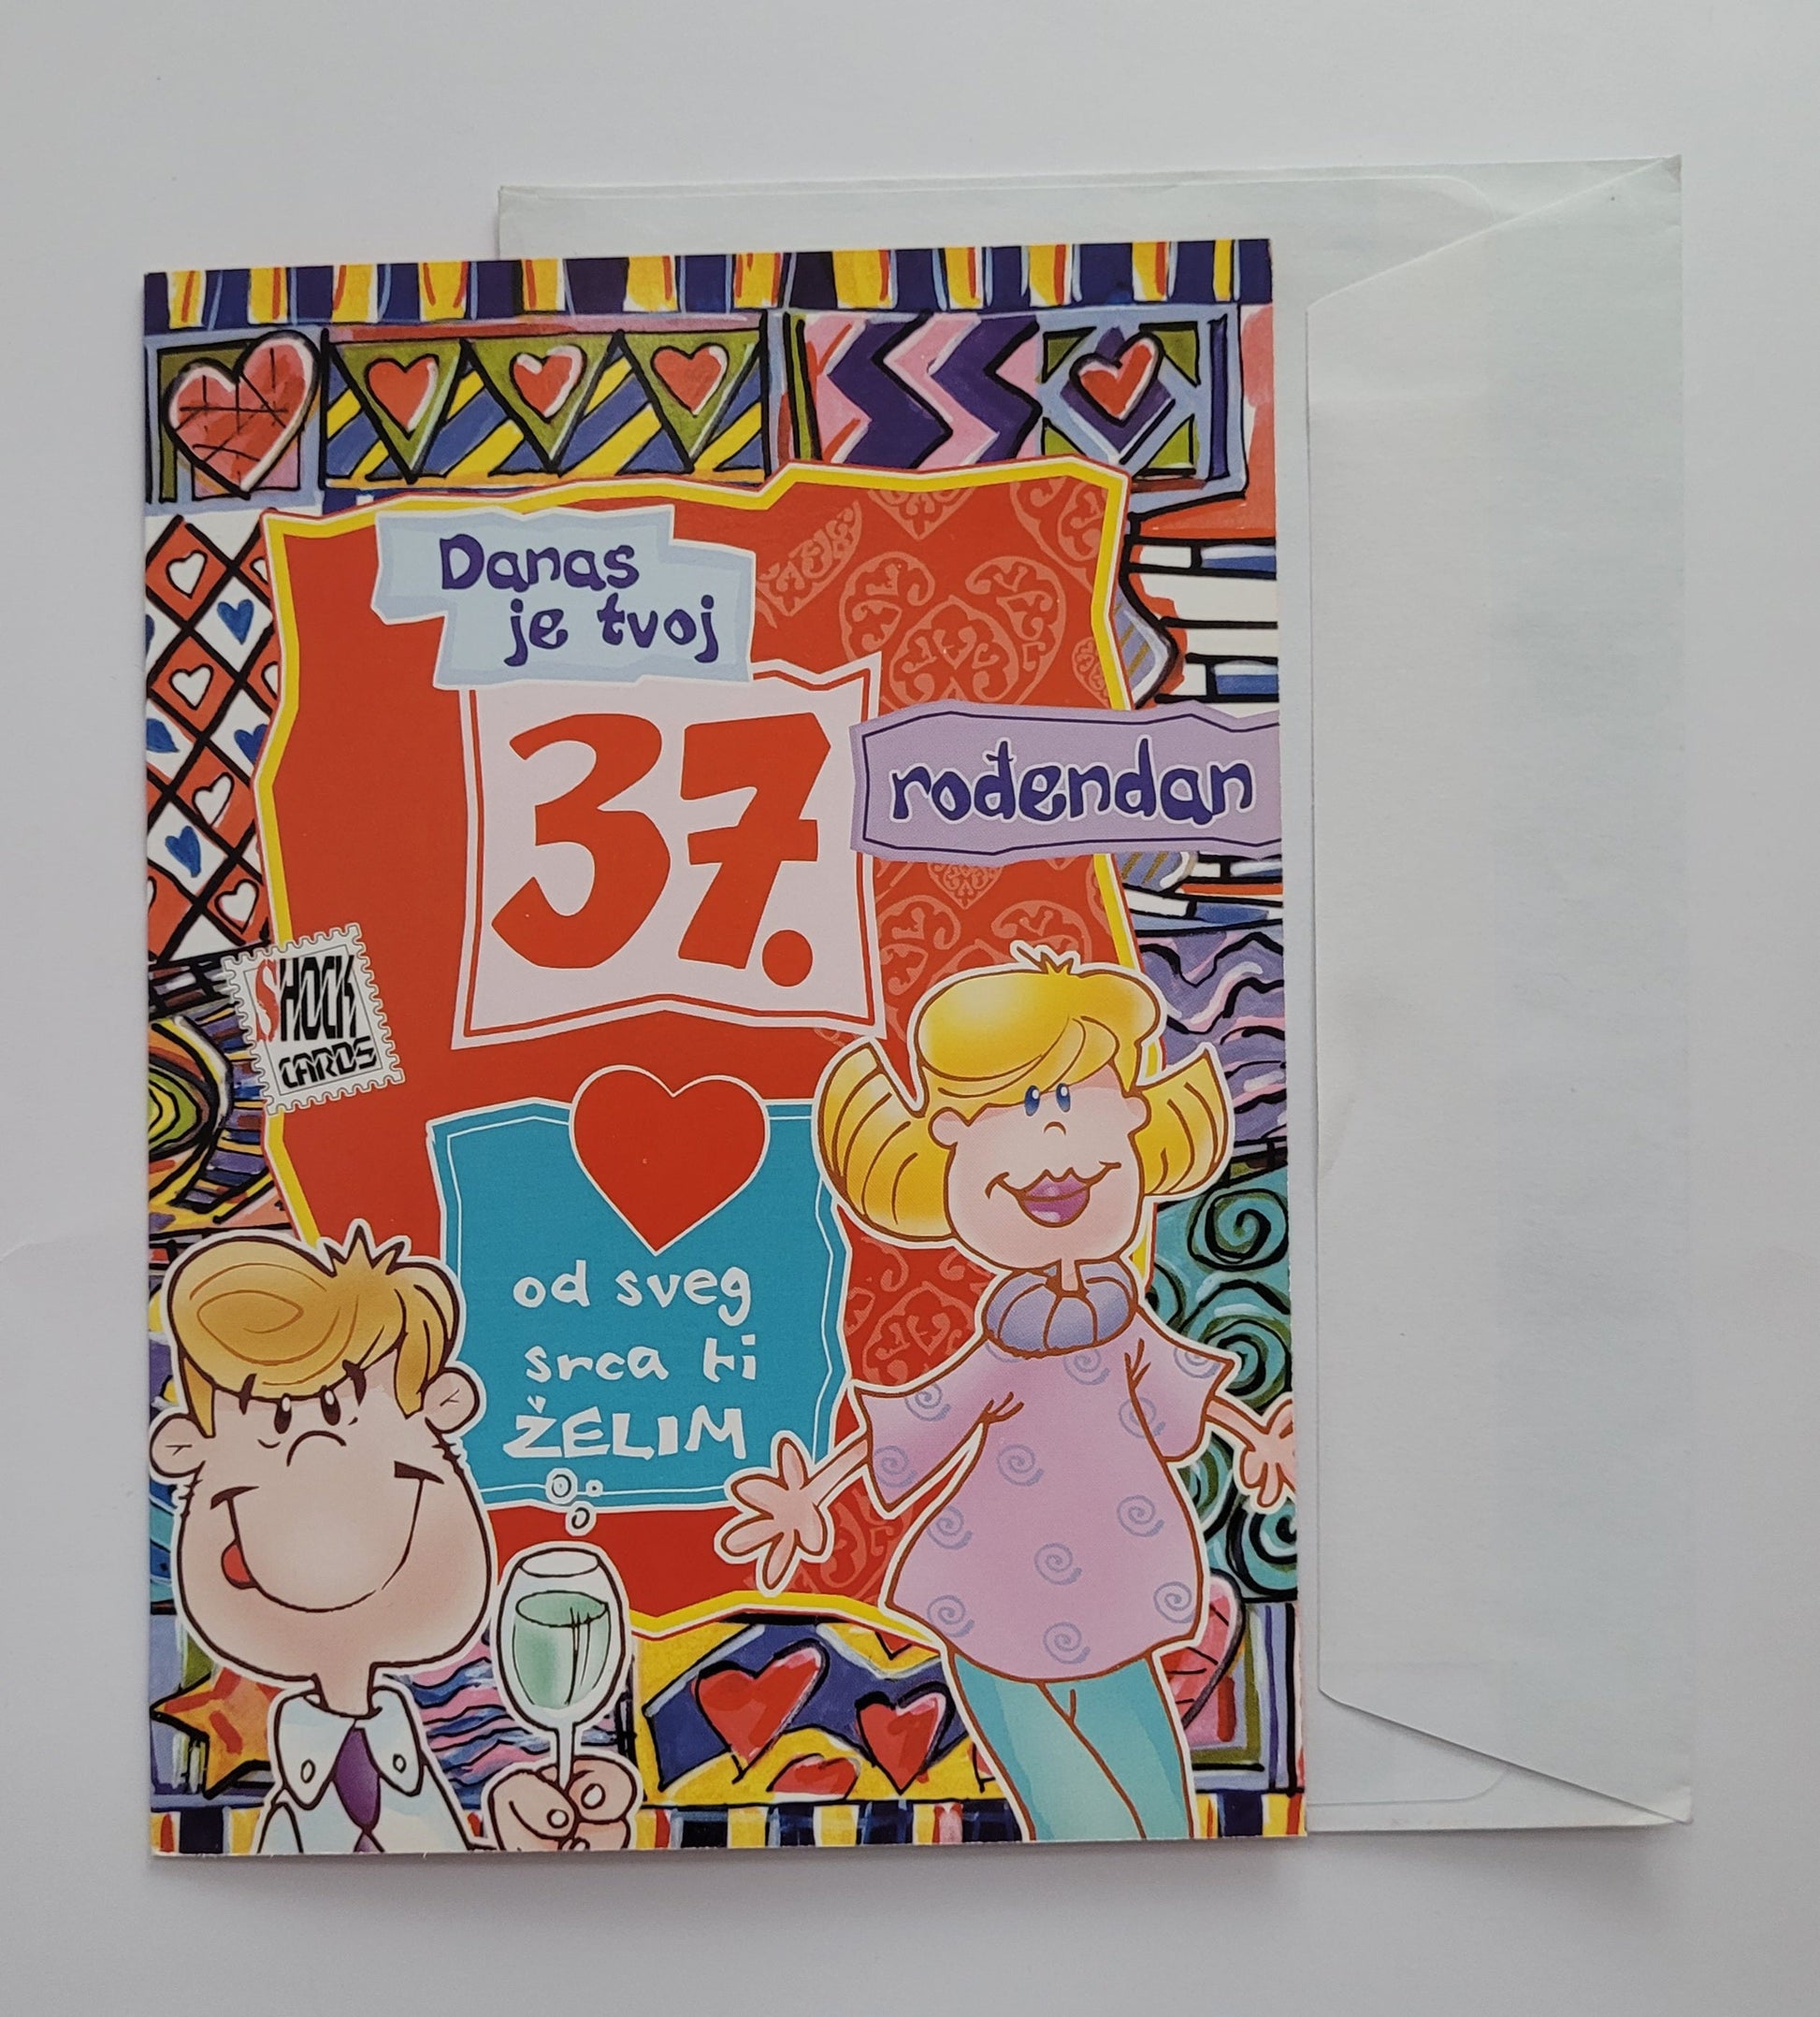 Danas
je tvoj
37.
rođendan
SHOCK
CARDS
od sveg
srca ti
ŽELIM